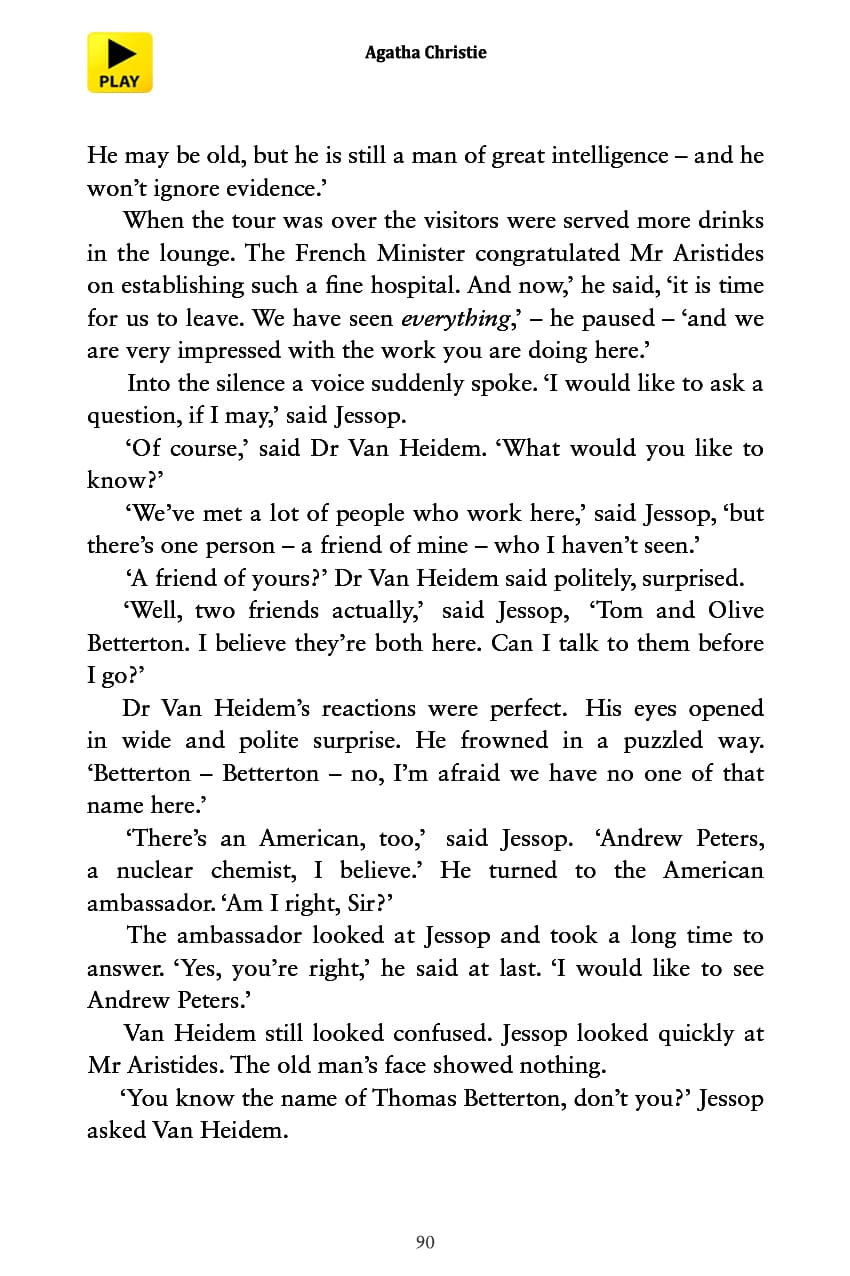 PLAY
Agatha Christie
He may be old, but he is still a man of great intelligence – and he
won’t ignore evidence.’
When the tour was over the visitors were served more drinks
in the lounge. The French Minister congratulated Mr Aristides
on establishing such a fine hospital. And now,’ he said, ‘it is time
for us to leave. We have seen everything,’ – he paused – ‘and we
are very impressed with the work you are doing here.’
Into the silence a voice suddenly spoke. ‘I would like to ask a
question, if I may,’ said Jessop.
‘Of course,’ said Dr Van Heidem. ‘What would you like to
know?’
‘We’ve met a lot of people who work here,’ said Jessop, ‘but
there’s one person – a friend of mine – who I haven’t seen.’
‘A friend of yours?’ Dr Van Heidem said politely, surprised.
‘Well, two friends actually,’ said Jessop, ‘Tom and Olive
Betterton. I believe they’re both here. Can I talk to them before
I go?’
Dr Van Heidem’s reactions were perfect. His eyes opened
in wide and polite surprise. He frowned in a puzzled way.
‘Betterton – Betterton – no, I’m afraid we have no one of that
name here.’
‘There’s an American, too,’ said Jessop. ‘Andrew Peters,
a nuclear chemist, I believe.’ He turned to the American
ambassador. ‘Am I right, Sir?’
The ambassador looked at Jessop and took a long time to
answer. ‘Yes, you’re right,’ he said at last. ‘I would like to see
Andrew Peters.’
Van Heidem still looked confused. Jessop looked quickly at
Mr Aristides. The old man’s face showed nothing.
‘You know the name of Thomas Betterton, don’t you?’ Jessop
asked Van Heidem.
90